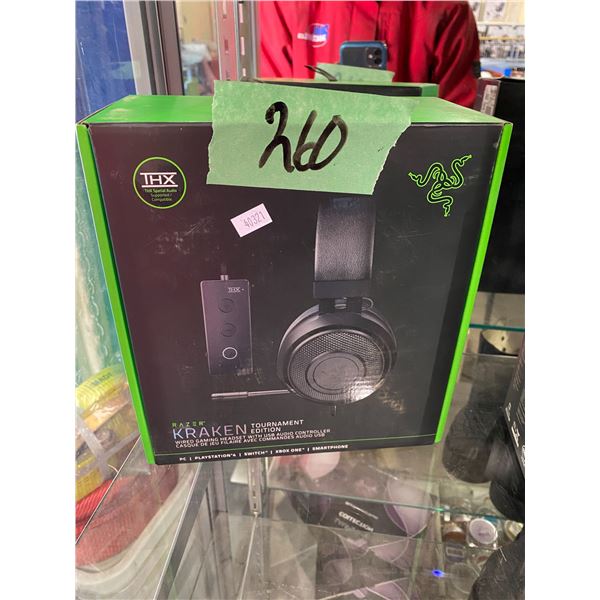 260
THX
THX Spatial Audio
Supported /
Compatible
40321
THX
RAZER
KRAKEN TOURNAMENT EDITION
WIRED GAMING HEADSET WITH USB AUDIO CONTROLLER
CASQUE DE JEU FILAIRE AVEC COMMANDES AUDIO USB
PC | PLAYSTATION®4 | SWITCH™ | XBOX ONE™ | SMARTPHONE